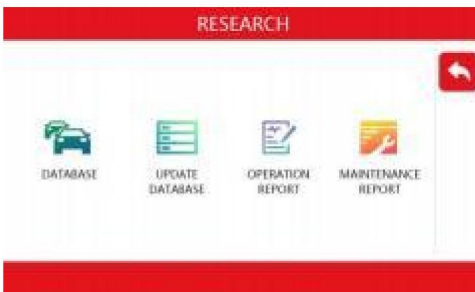 RESEARCH
DATABASE
UPDATE
DATABASE
OPERATION
REPORT
MAINTENANCE
REPORT